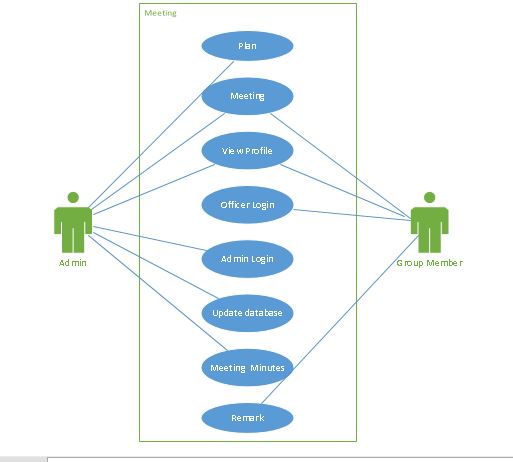 Meeting
Plan
Meeting
View Profile
Officer Login
Admin Login
Admin
Group Member
Update database
Meeting Minutes
Remark